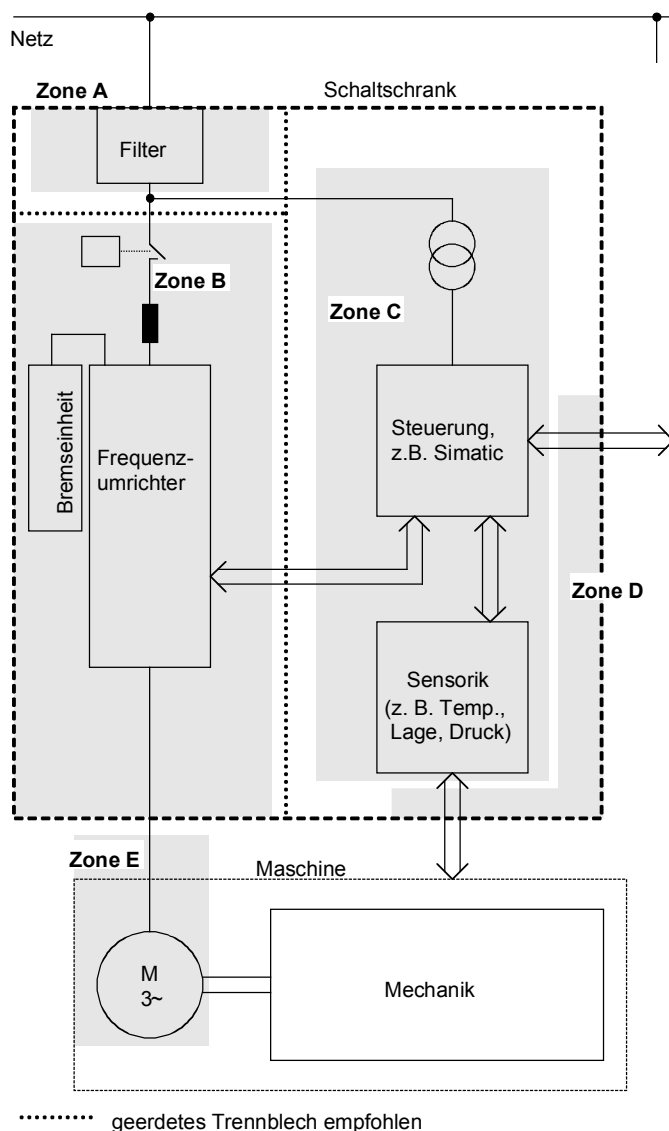 Netz
Zone A
Schaltschrank
Filter
Zone B
Zone C
Bremseinheit
Frequenz-
umrichter
Steuerung,
z.B. Simatic
Zone D
Sensorik
(z. B. Temp.,
Lage, Druck)
Zone E
Maschine
M
3~
Mechanik
geerdetes Trennblech empfohlen